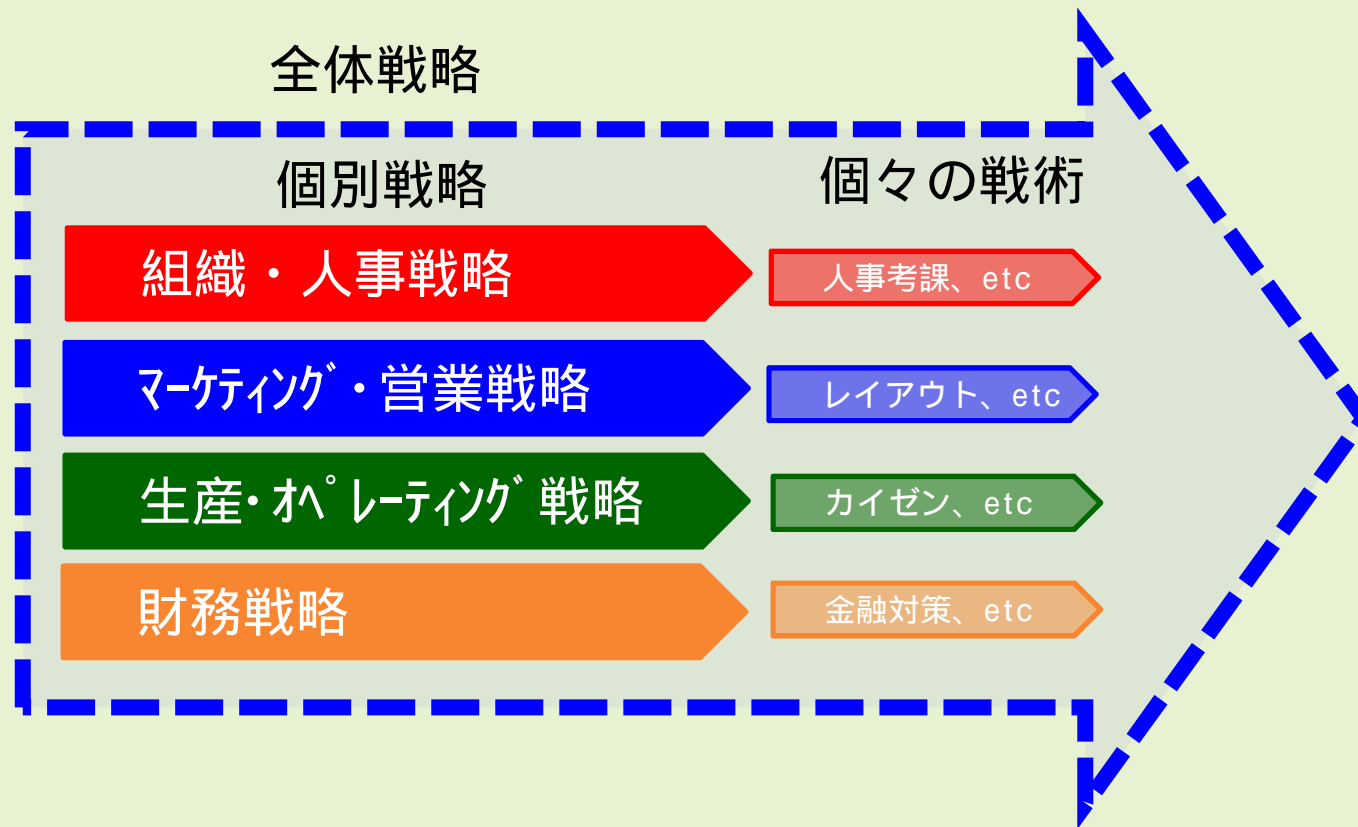 全体戦略
個別戦略
個々の戦術
組織・人事戦略
人事考課、etc
ﾏｰｹﾃｨﾝｸﾞ・営業戦略
レイアウト、etc
生産・ｵﾍﾟﾚｰﾃｨﾝｸﾞ戦略
カイゼン、etc
財務戦略
金融対策、etc